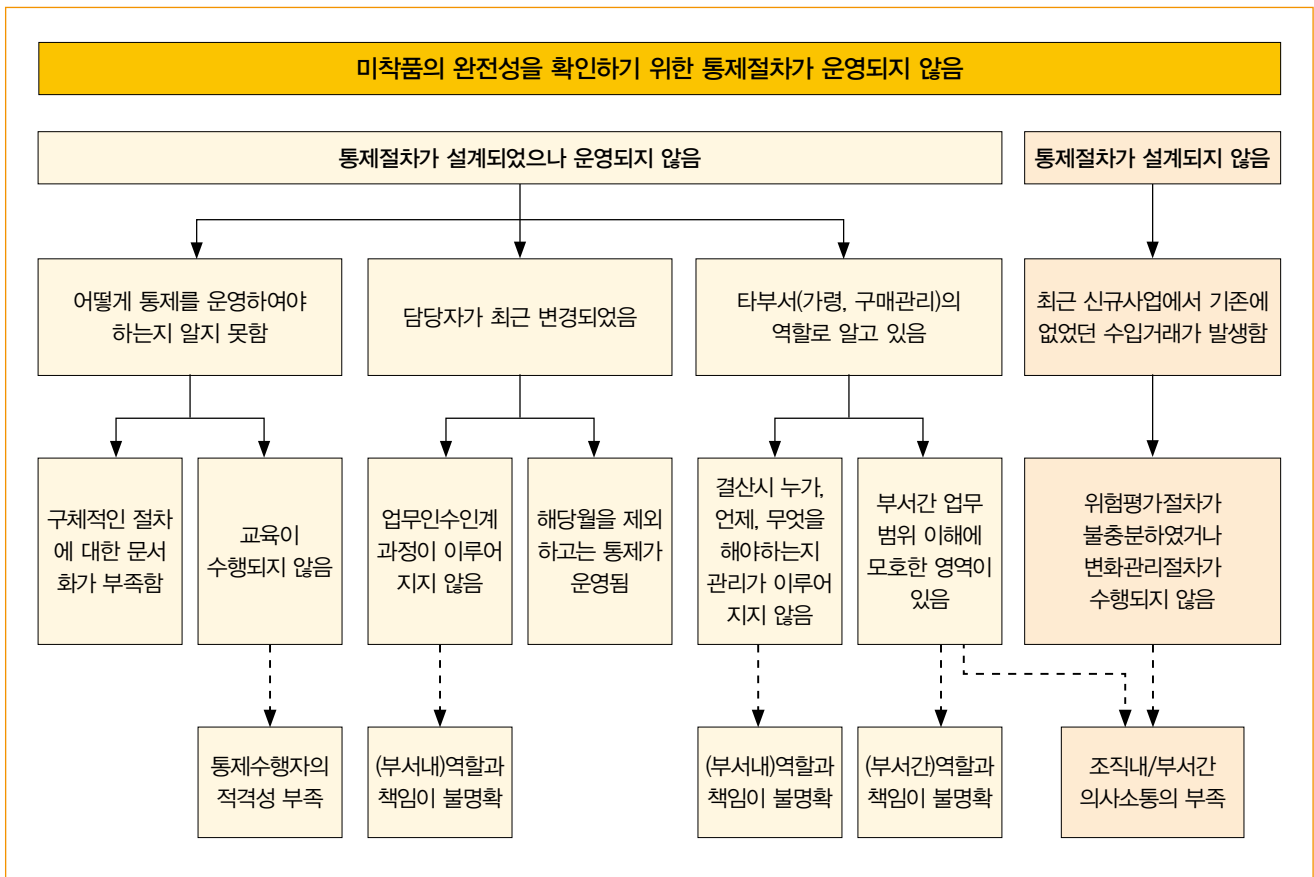 미착품의 완전성을 확인하기 위한 통제절차가 운영되지 않음
통제절차가 설계되었으나 운영되지 않음
통제절차가 설계되지 않음
어떻게 통제를 운영하여야
하는지 알지 못함
담당자가 최근 변경되었음
타부서(가령, 구매관리)의
역할로 알고 있음
최근 신규사업에서 기존에
없었던 수입거래가 발생함
구체적인 절차
에 대한 문서
화가 부족함
교육이
수행되지 않음
업무인수인계
과정이 이루어
지지 않음
해당월을 제외
하고는 통제가
운영됨
결산시 누가,
언제, 무엇을
해야하는지
관리가 이루어
지지 않음
부서간 업무
범위 이해에
모호한 영역이
있음
위험평가절차가
불충분하였거나
변화관리절차가
수행되지 않음
통제수행자의
적격성 부족
(부서내)역할과
책임이 불명확
(부서내)역할과
책임이 불명확
(부서간)역할과
책임이 불명확
조직내/부서간
의사소통의 부족